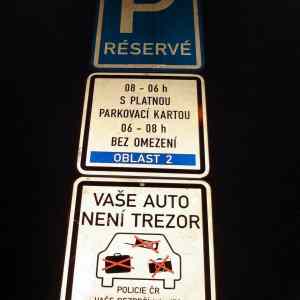 P
RÉSERVÉ
08 - 06 h
S PLATNOU
PARKOVACÍ KARTOU
06 - 08 h
BEZ OMEZENÍ
OBLAST 2
VAŠE AUTO
NENÍ TREZOR
POLICIE ČR